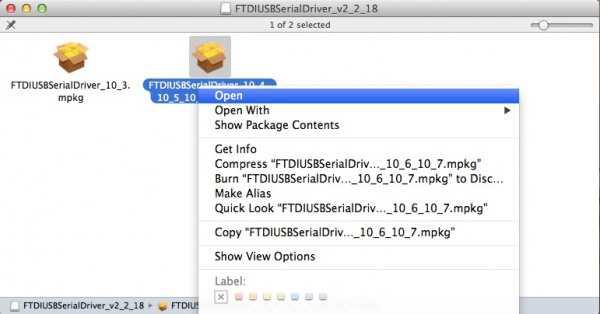 FTDIUSBSerialDriver_v2_2_18
1 of 2 selected
FTDIUSBSerialDriver_10_3.
mpkg
FTDIUSBSerialDriver_10_4_
10_5_10_
Open
Open With
Show Package Contents
Get Info
Compress “FTDIUSBSerialDriv…_10_6_10_7.mpkg”
Burn “FTDIUSBSerialDriv…_10_6_10_7.mpkg” to Disc…
Make Alias
Quick Look “FTDIUSBSerialDriv…_10_6_10_7.mpkg”
Copy “FTDIUSBSerialDriv…_10_6_10_7.mpkg”
Show View Options
Label:
FTDIUSBSerialDriver_v2_2_18